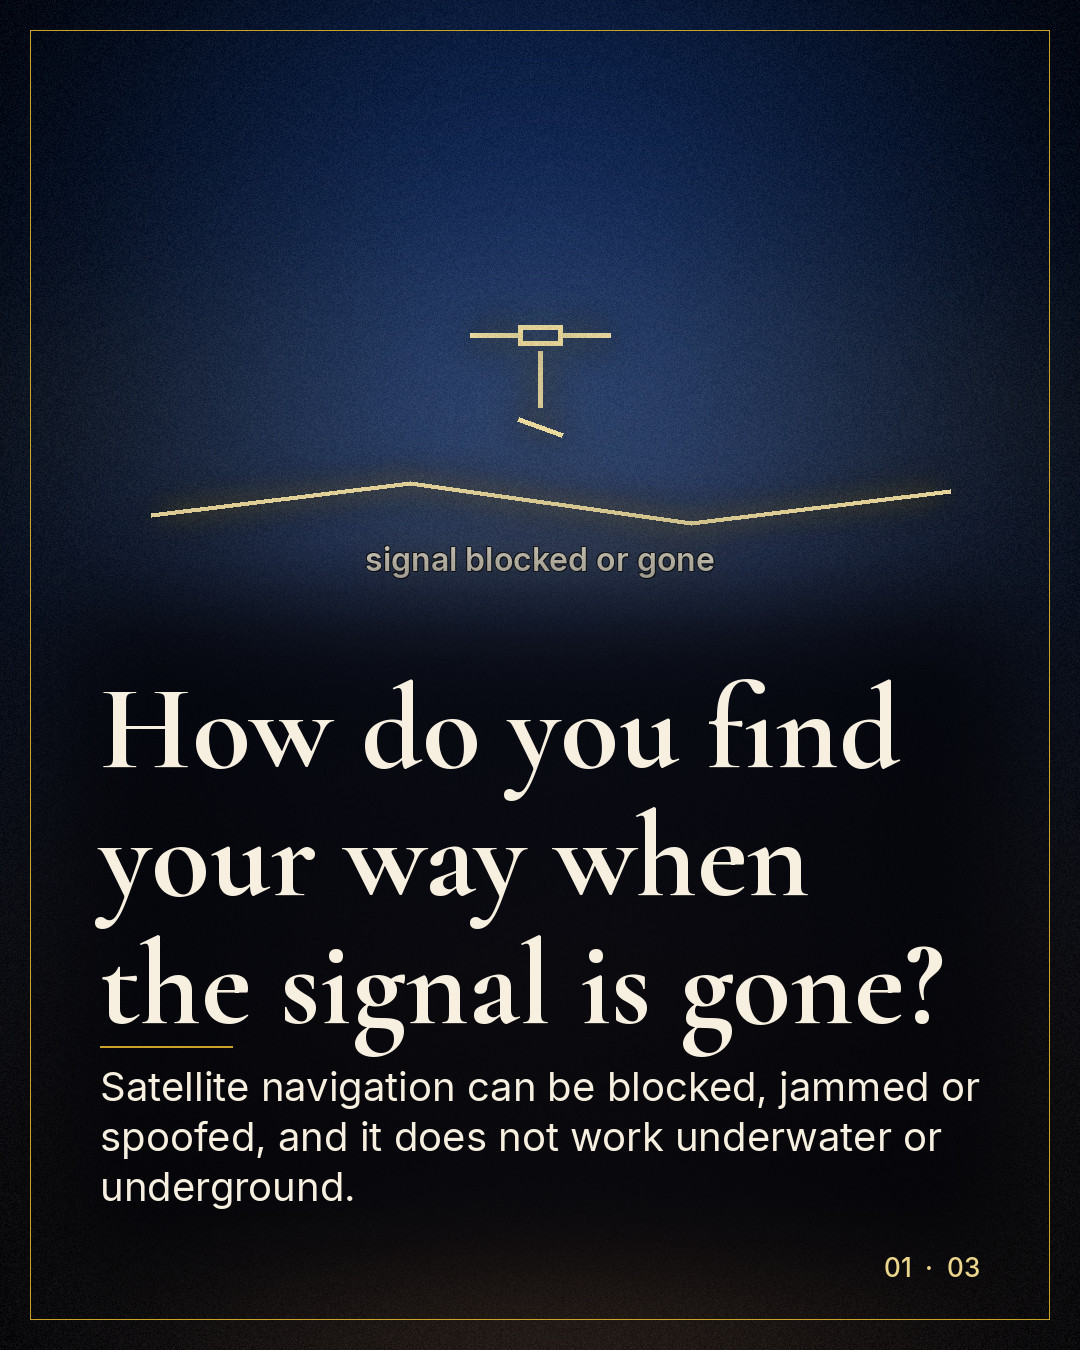 signal blocked or gone
How do you find
your way when
the signal is gone?
Satellite navigation can be blocked, jammed or
spoofed, and it does not work underwater or
underground.
01 · 03